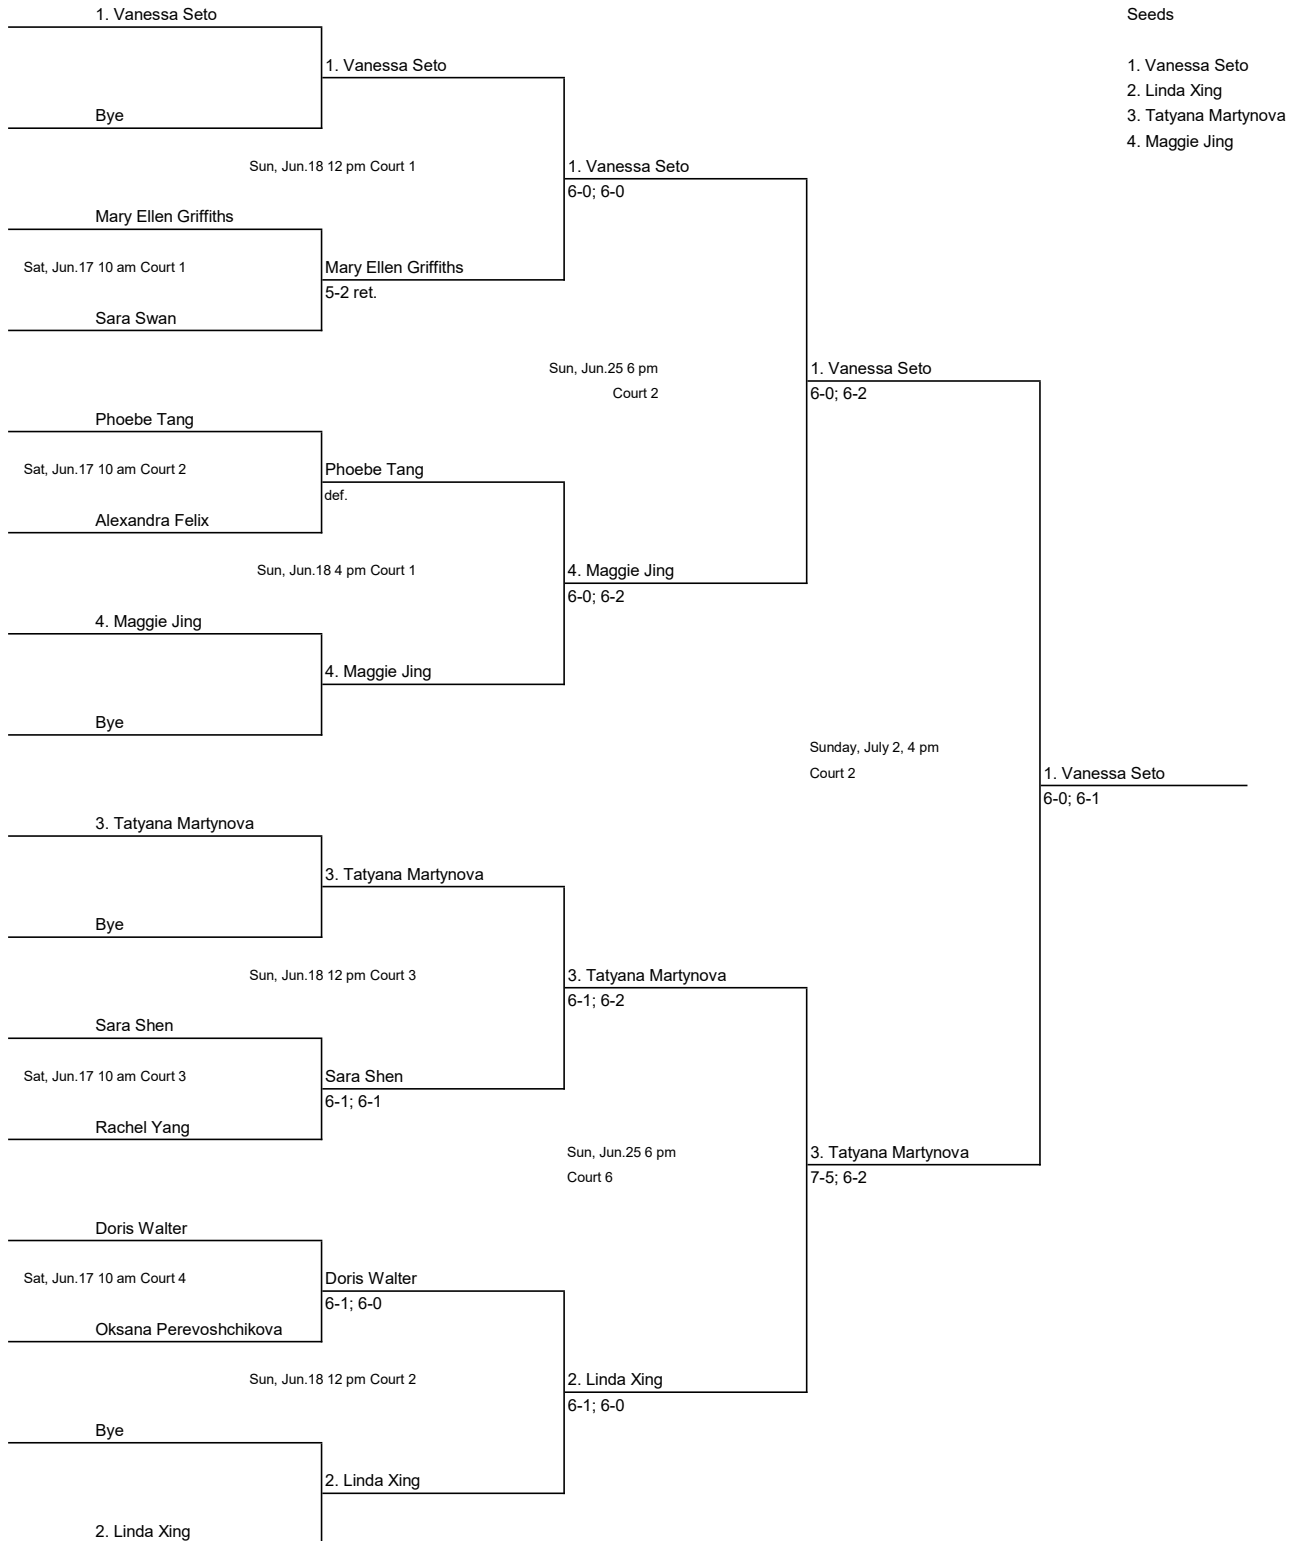 1. Vanessa Seto
Seeds
1. Vanessa Seto
1. Vanessa Seto
2. Linda Xing
Bye
3. Tatyana Martynova
4. Maggie Jing
Sun, Jun.18 12 pm Court 1
1. Vanessa Seto
6-0; 6-0
Mary Ellen Griffiths
Sat, Jun.17 10 am Court 1
Mary Ellen Griffiths
5-2 ret.
Sara Swan
Sun, Jun.25 6 pm
Court 2
1. Vanessa Seto
6-0; 6-2
Phoebe Tang
Sat, Jun.17 10 am Court 2
Phoebe Tang
def.
Alexandra Felix
Sun, Jun.18 4 pm Court 1
4. Maggie Jing
6-0; 6-2
4. Maggie Jing
4. Maggie Jing
Bye
Sunday, July 2, 4 pm
Court 2
1. Vanessa Seto
6-0; 6-1
3. Tatyana Martynova
3. Tatyana Martynova
Bye
Sun, Jun.18 12 pm Court 3
3. Tatyana Martynova
6-1; 6-2
Sara Shen
Sat, Jun.17 10 am Court 3
Sara Shen
6-1; 6-1
Rachel Yang
Sun, Jun.25 6 pm
Court 6
3. Tatyana Martynova
7-5; 6-2
Doris Walter
Sat, Jun.17 10 am Court 4
Doris Walter
6-1; 6-0
Oksana Perevoshchikova
Sun, Jun.18 12 pm Court 2
2. Linda Xing
6-1; 6-0
Bye
2. Linda Xing
2. Linda Xing